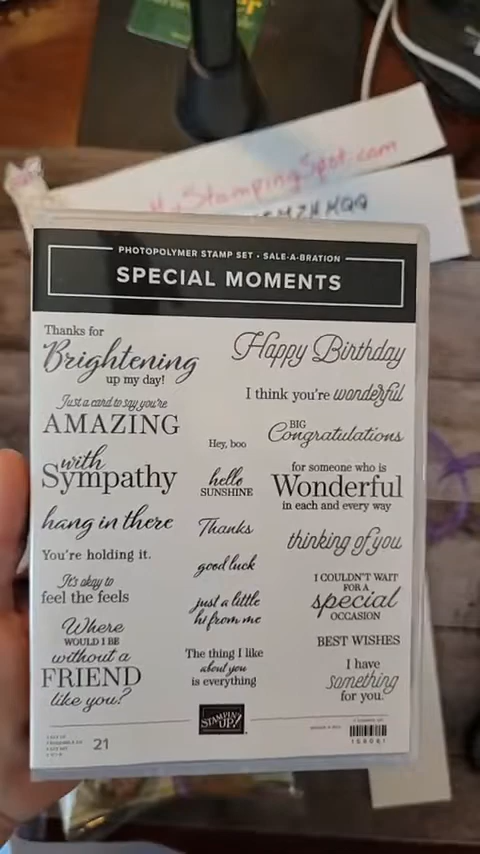 MyStampingSpot.com
PHOTOPOLYMER STAMP SET • SALE-A-BRATION
SPECIAL MOMENTS
Thanks for
Brightening
up my day!
Just a card to say you're
AMAZING
with
Sympathy
hang in there
You're holding it.
It's okay to
feel the feels
Where
WOULD I BE
without a
FRIEND
like you?
Hey, boo
hello
SUNSHINE
Thanks
good luck
just a little
hi from me
The thing I like
about you
is everything
Happy Birthday
I think you're wonderful
BIG
Congratulations
for someone who is
Wonderful
in each and every way
thinking of you
I COULDN'T WAIT
FOR A
special
OCCASION
BEST WISHES
I have
something
for you.
21
STAMPIN' UP!